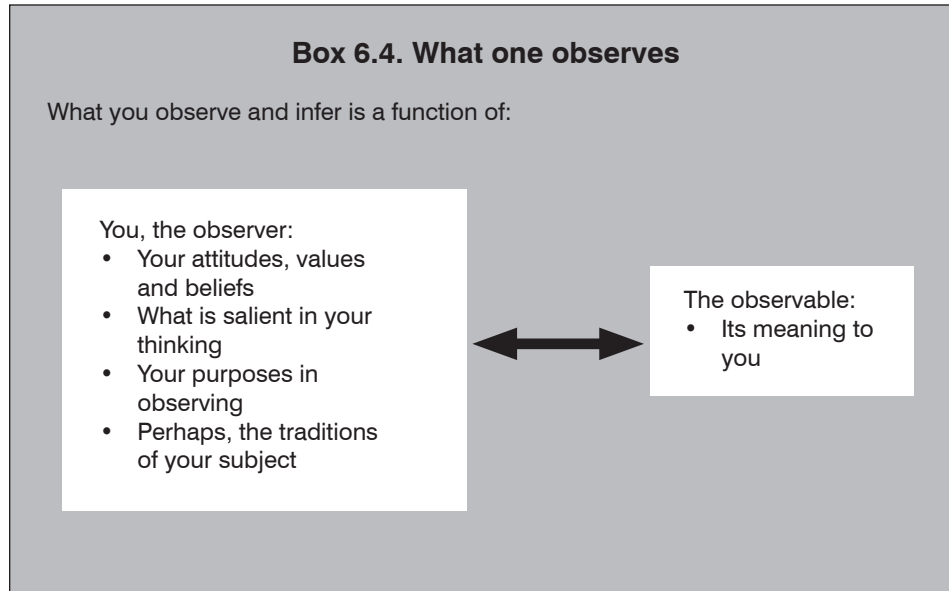 Box 6.4. What one observes
What you observe and infer is a function of:
You, the observer:
• Your attitudes, values
and beliefs
• What is salient in your
thinking
• Your purposes in
observing
• Perhaps, the traditions
of your subject
The observable:
• Its meaning to
you